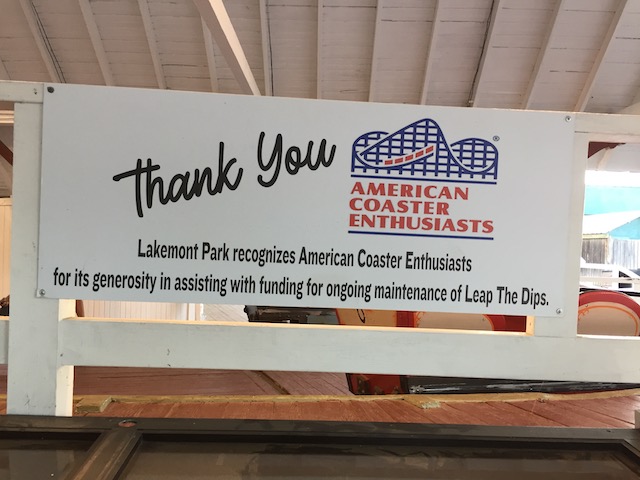 Thank You
®
AMERICAN
COASTER
ENTHUSIASTS
Lakemont Park recognizes American Coaster Enthusiasts
for its generosity in assisting with funding for ongoing maintenance of Leap The Dips.